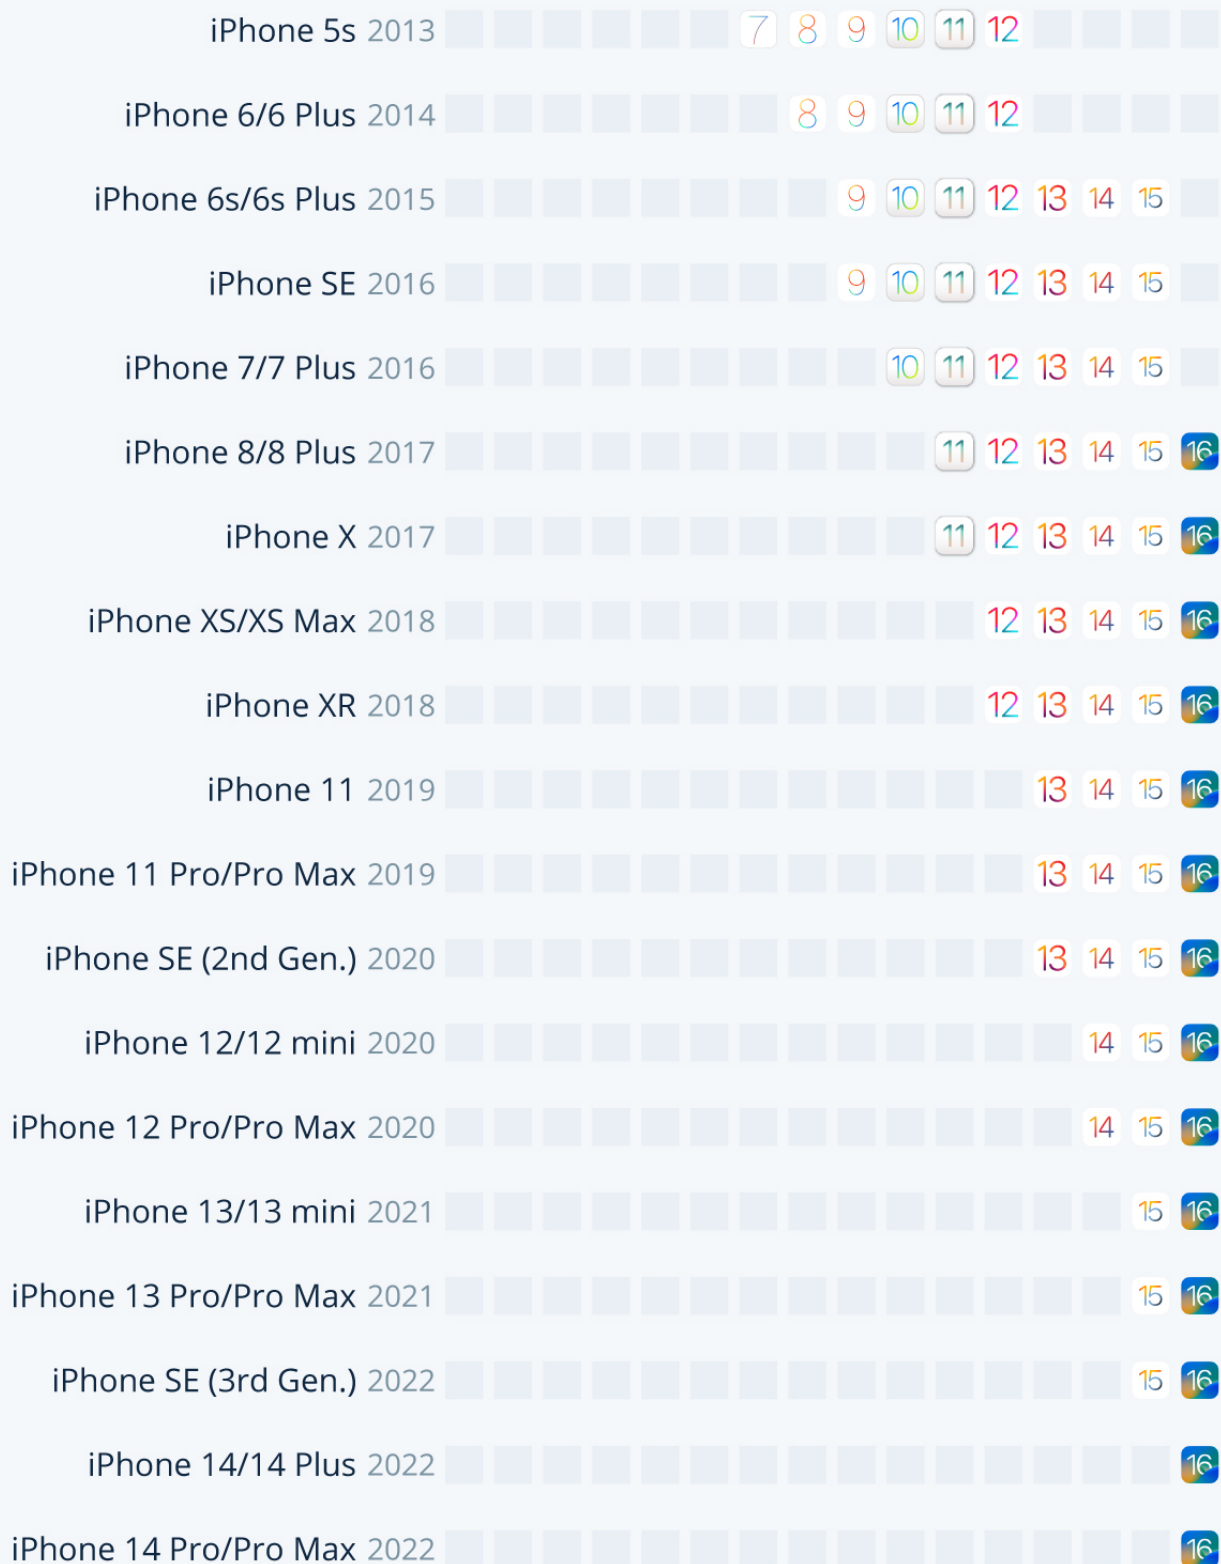 iPhone 5s 2013 7 8 9 10 11 12
iPhone 6/6 Plus 2014 8 9 10 11 12
iPhone 6s/6s Plus 2015 9 10 11 12 13 14 15
iPhone SE 2016 9 10 11 12 13 14 15
iPhone 7/7 Plus 2016 10 11 12 13 14 15
iPhone 8/8 Plus 2017 11 12 13 14 15 16
iPhone X 2017 11 12 13 14 15 16
iPhone XS/XS Max 2018 12 13 14 15 16
iPhone XR 2018 12 13 14 15 16
iPhone 11 2019 13 14 15 16
iPhone 11 Pro/Pro Max 2019 13 14 15 16
iPhone SE (2nd Gen.) 2020 13 14 15 16
iPhone 12/12 mini 2020 14 15 16
iPhone 12 Pro/Pro Max 2020 14 15 16
iPhone 13/13 mini 2021 15 16
iPhone 13 Pro/Pro Max 2021 15 16
iPhone SE (3rd Gen.) 2022 15 16
iPhone 14/14 Plus 2022 16
iPhone 14 Pro/Pro Max 2022 16